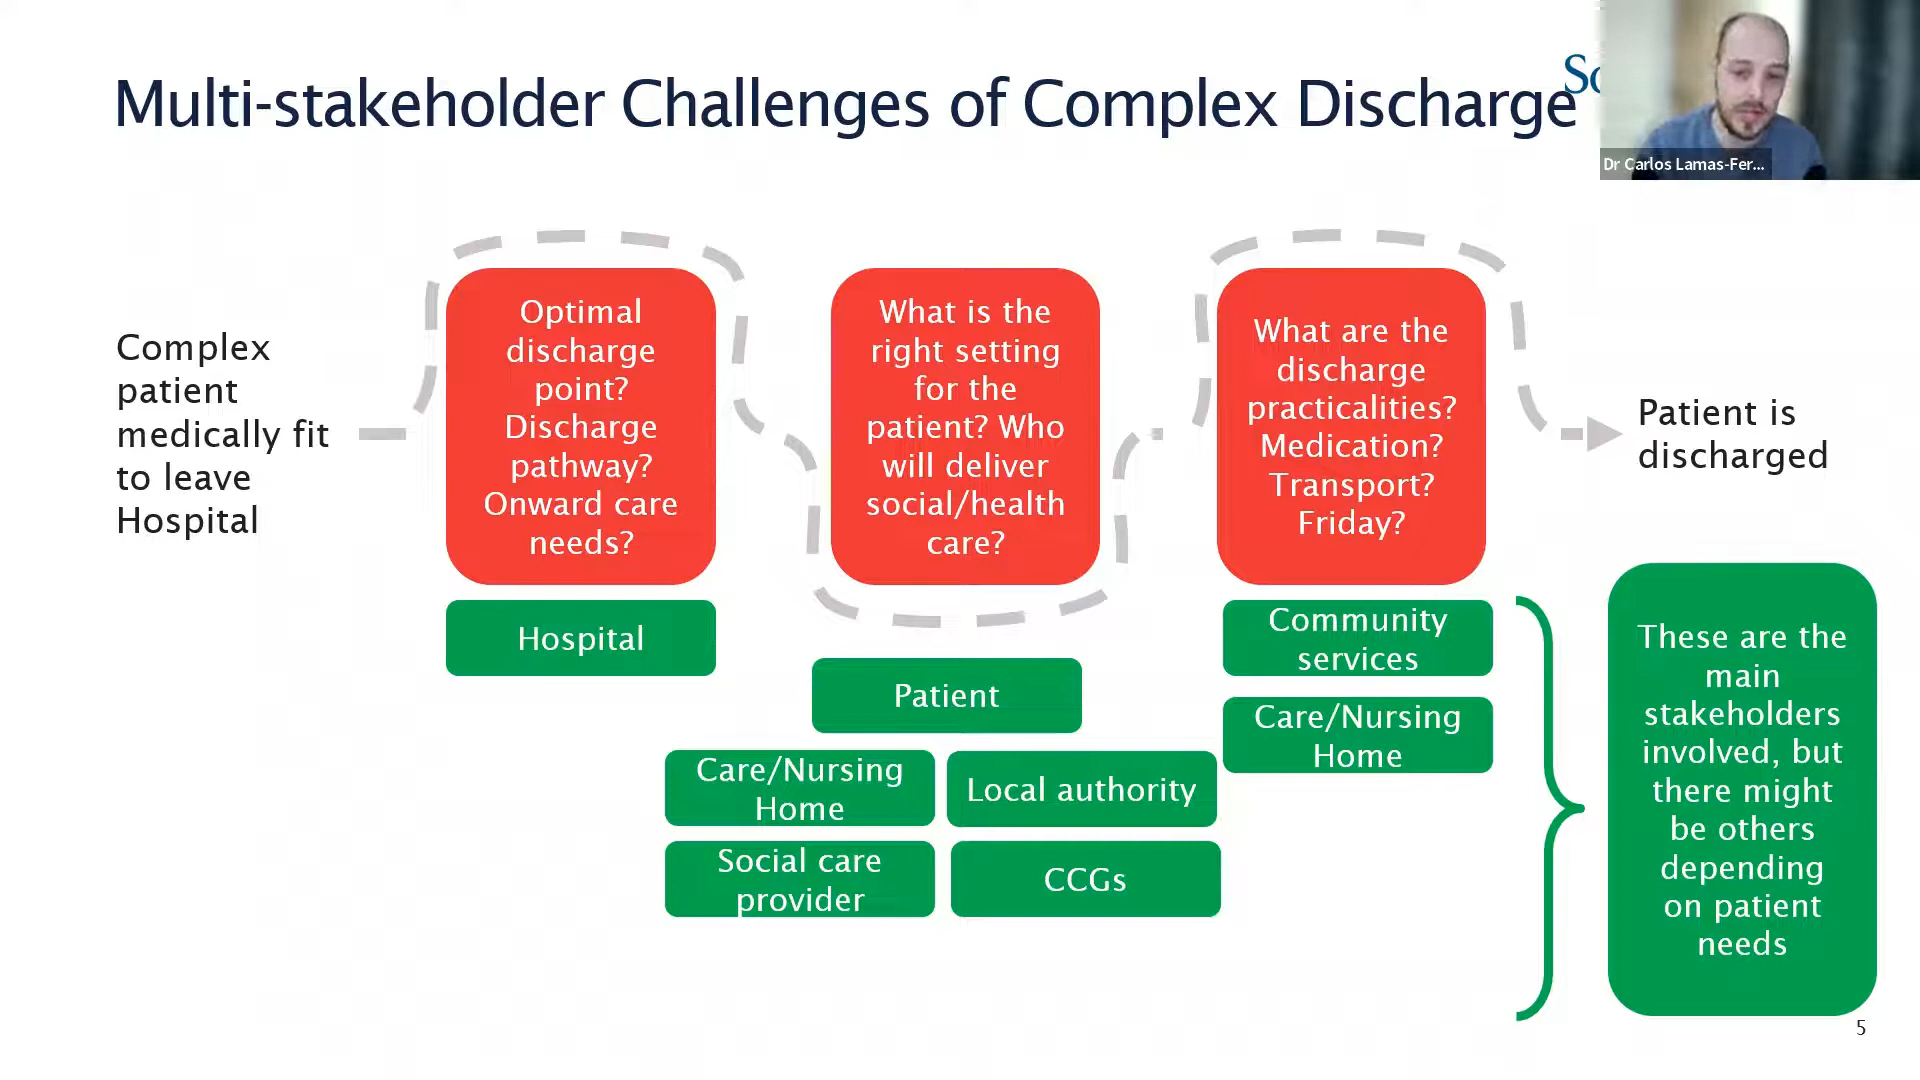 Multi-stakeholder Challenges of Complex Discharge
So
Dr Carlos Lamas-Fer...
Complex
patient
medically fit
to leave
Hospital
Optimal
discharge
point?
Discharge
pathway?
Onward care
needs?
What is the
right setting
for the
patient? Who
will deliver
social/health
care?
What are the
discharge
practicalities?
Medication?
Transport?
Friday?
Patient is
discharged
Hospital
Patient
Care/Nursing
Home
Local authority
Social care
provider
CCGs
Community
services
Care/Nursing
Home
These are the
main
stakeholders
involved, but
there might
be others
depending
on patient
needs
5